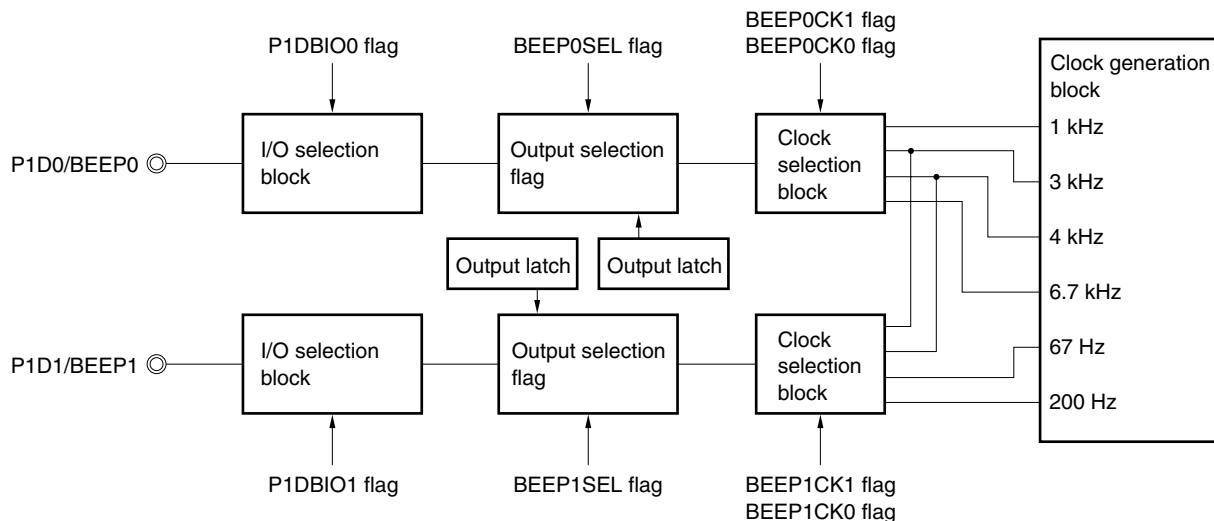 P1DBIO0 flag
BEEP0SEL flag
BEEP0CK1 flag
BEEP0CK0 flag
Clock generation
block
P1D0/BEEP0
I/O selection
block
Output selection
flag
Clock
selection
block
1 kHz
3 kHz
4 kHz
6.7 kHz
67 Hz
200 Hz
Output latch
Output latch
P1D1/BEEP1
I/O selection
block
Output selection
flag
Clock
selection
block
P1DBIO1 flag
BEEP1SEL flag
BEEP1CK1 flag
BEEP1CK0 flag